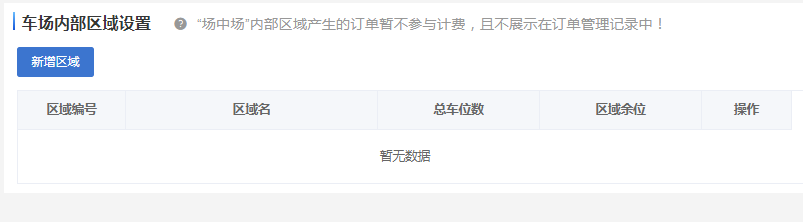 车场内部区域设置 ? “场中场”内部区域产生的订单暂不参与计费，且不展示在订单管理记录中！
新增区域
区域编号 区域名 总车位数 区域余位 操作
暂无数据